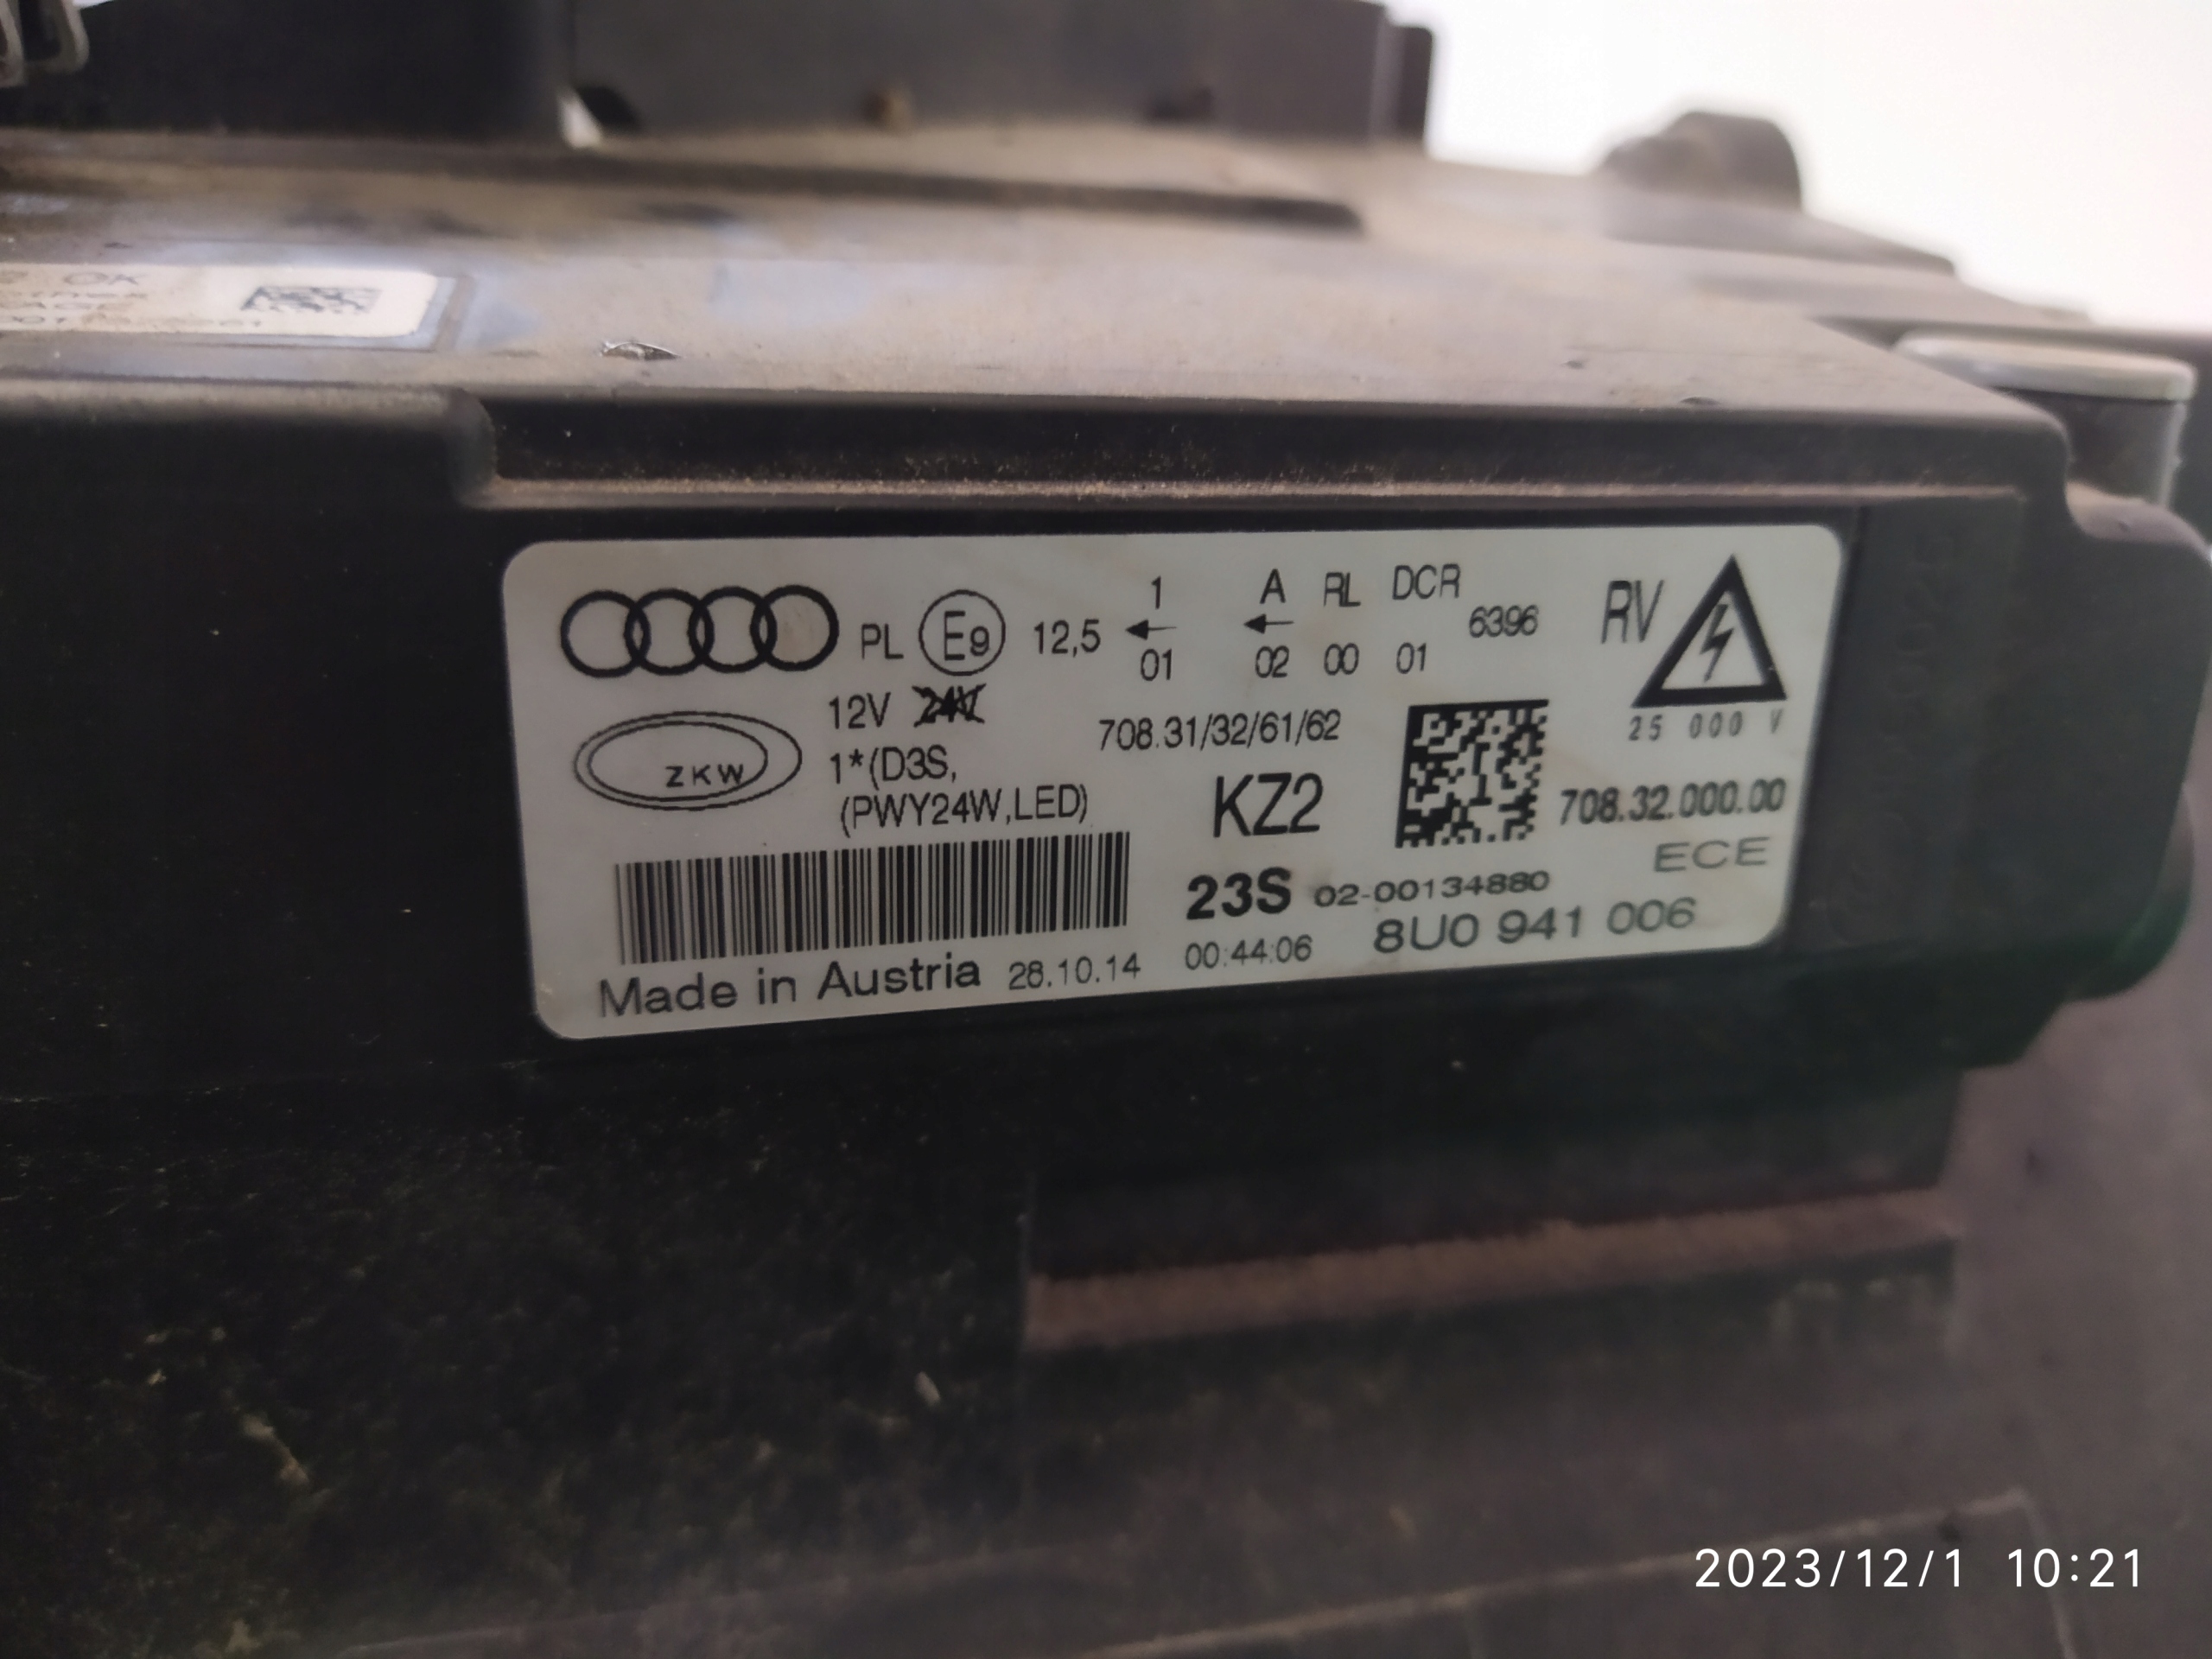 OK
PL E9 12,5 1 01 A 02 RL 00 DCR 01 6396 RV
12V 24V
25 000 V
708.31/32/61/62
ZKW
1*(D3S,
(PWY24W,LED)
KZ2
708.32.000.00
ECE
23S 02-00134880
8U0 941 006
Made in Austria 28.10.14 00:44:06
2023/12/1 10:21